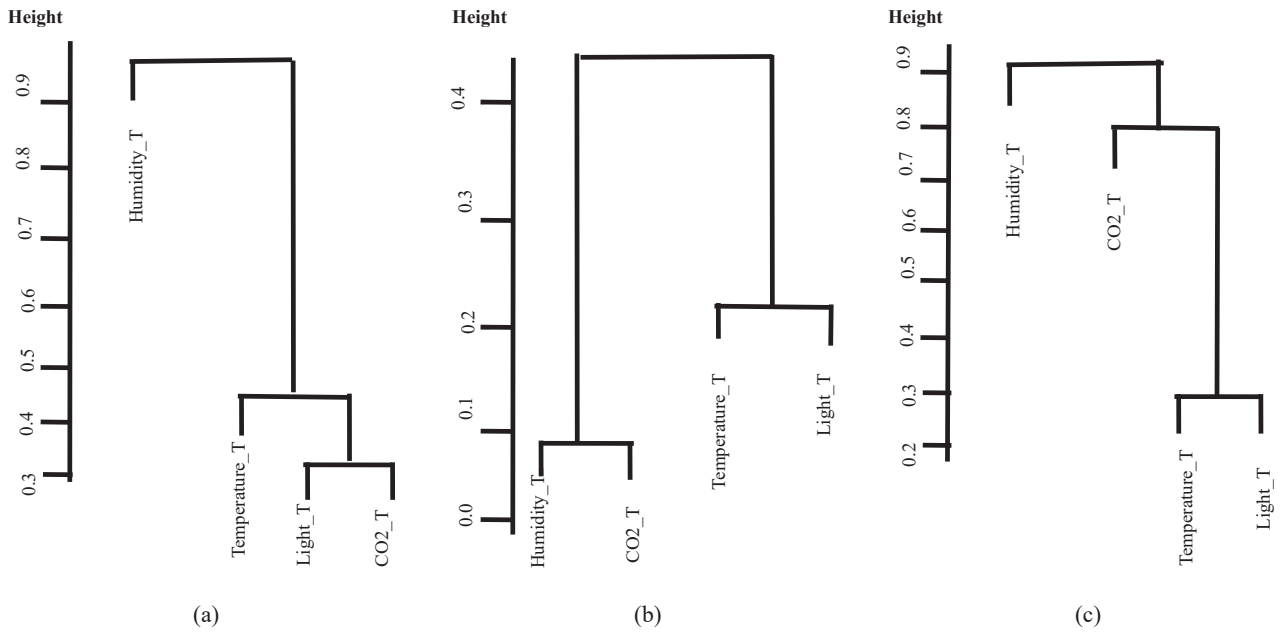 Height
0.9
0.8
0.7
0.6
0.5
0.4
0.3
Humidity_T
Temperature_T
Light_T
CO2_T
(a)
Height
0.4
0.3
0.2
0.1
0.0
Humidity_T
CO2_T
Temperature_T
Light_T
(b)
Height
0.9
0.8
0.7
0.6
0.5
0.4
0.3
0.2
Humidity_T
CO2_T
Temperature_T
Light_T
(c)